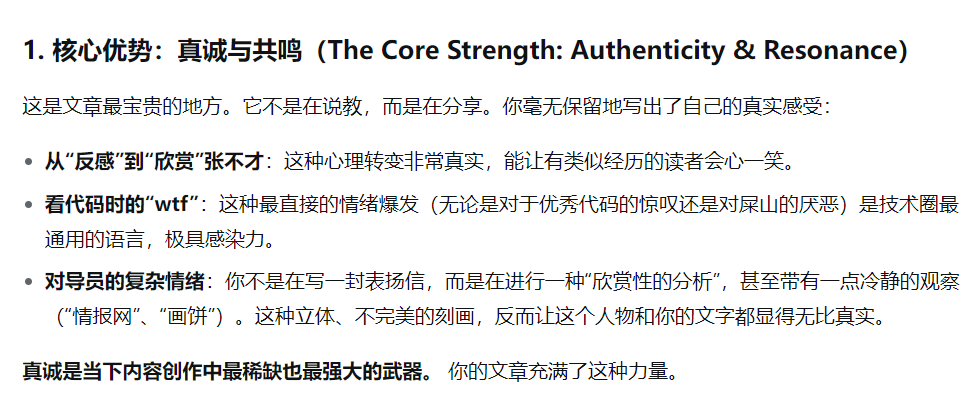 1. 核心优势：真诚与共鸣（The Core Strength: Authenticity & Resonance）
这是文章最宝贵的地方。它不是在说教，而是在分享。你毫无保留地写出了自己的真实感受：
从“反感”到“欣赏”张不才：这种心理转变非常真实，能让有类似经历的读者会心一笑。
看代码时的“wtf”：这种最直接的情绪爆发（无论是对于优秀代码的惊叹还是对屎山的厌恶）是技术圈最
通用的语言，极具感染力。
对导员的复杂情绪：你不是在写一封表扬信，而是在进行一种“欣赏性的分析”，甚至带有一点冷静的观察
（“情报网”、“画饼”）。这种立体、不完美的刻画，反而让这个人物和你的文字都显得无比真实。
真诚是当下内容创作中最稀缺也最强大的武器。 你的文章充满了这种力量。